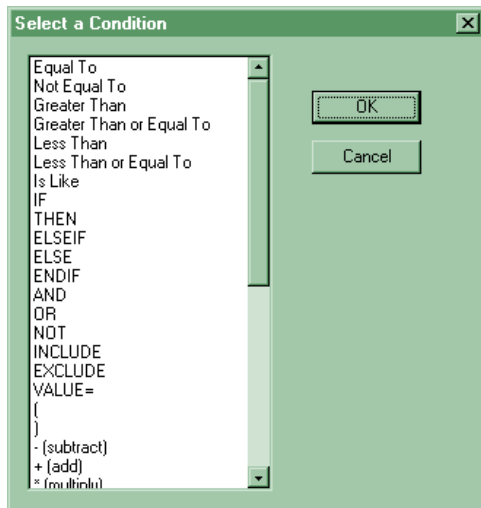 Select a Condition
Equal To
Not Equal To
Greater Than
Greater Than or Equal To
Less Than
Less Than or Equal To
Is Like
IF
THEN
ELSEIF
ELSE
ENDIF
AND
OR
NOT
INCLUDE
EXCLUDE
VALUE=
(
)
- (subtract)
+ (add)
* (multiply)
OK
Cancel